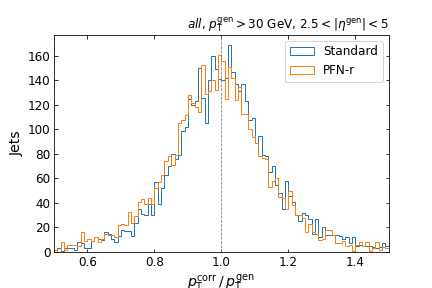 all, p_T^gen > 30 GeV, 2.5 < |η^gen| < 5
160
140
120
100
80
60
40
20
0
Jets
Standard
PFN-r
0.6 0.8 1.0 1.2 1.4
p_T^corr / p_T^gen